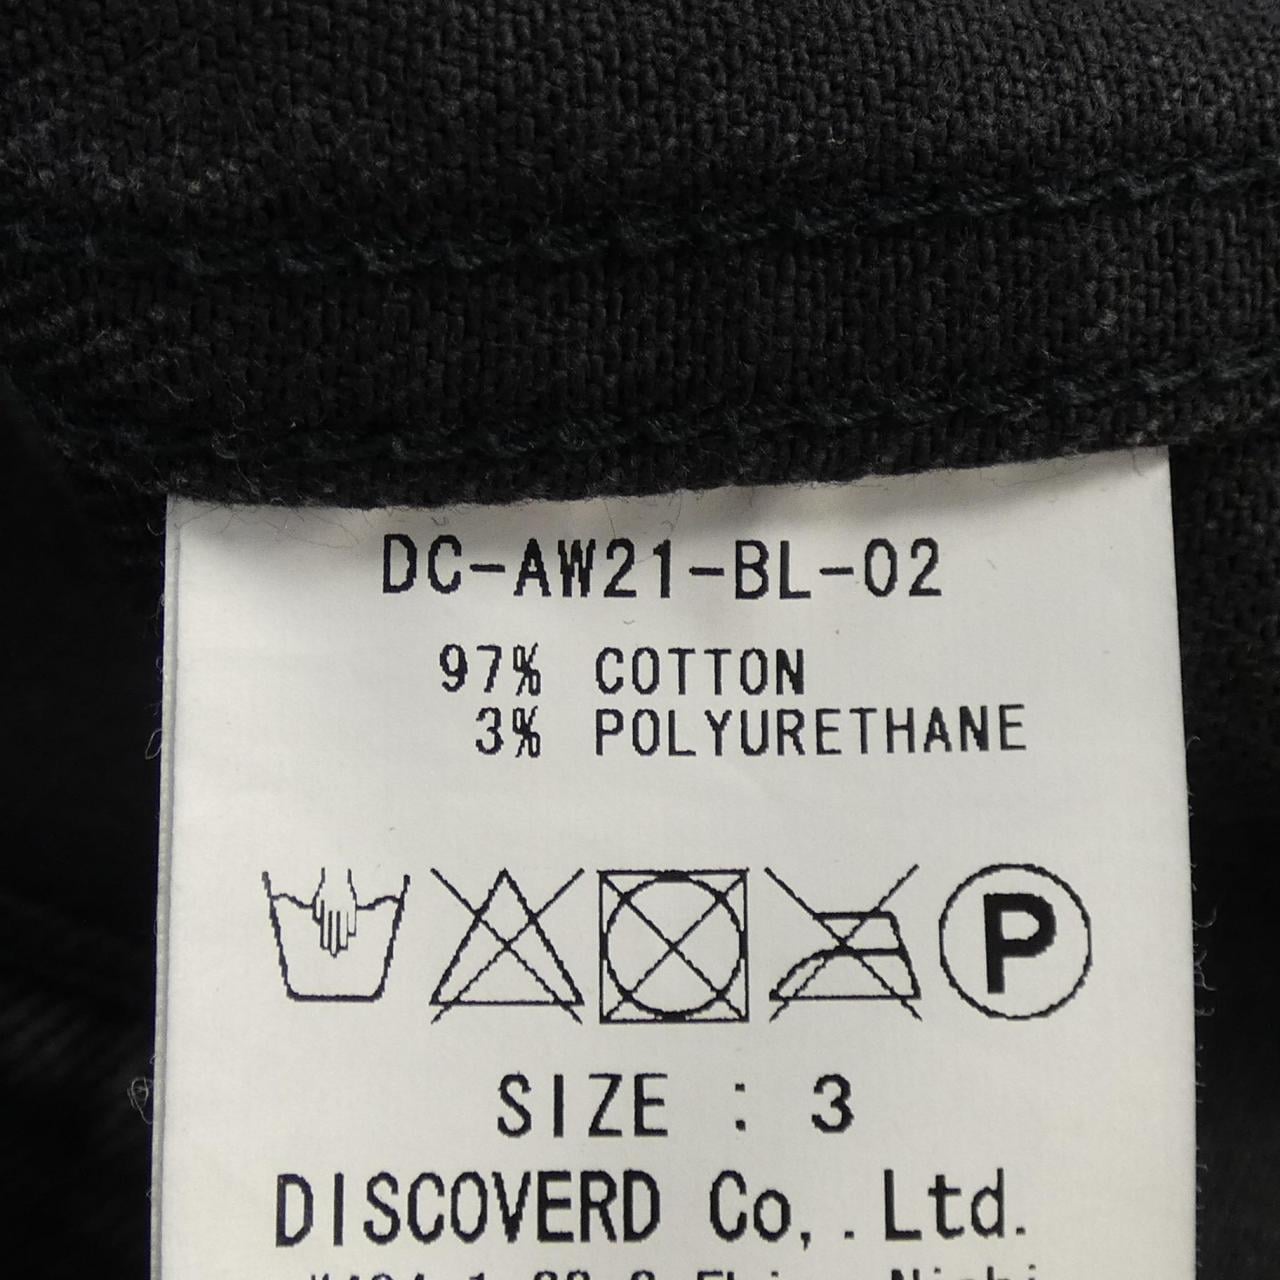 DC-AW21-BL-02
97% COTTON
3% POLYURETHANE
P
SIZE : 3
DISCOVERD Co,.Ltd.